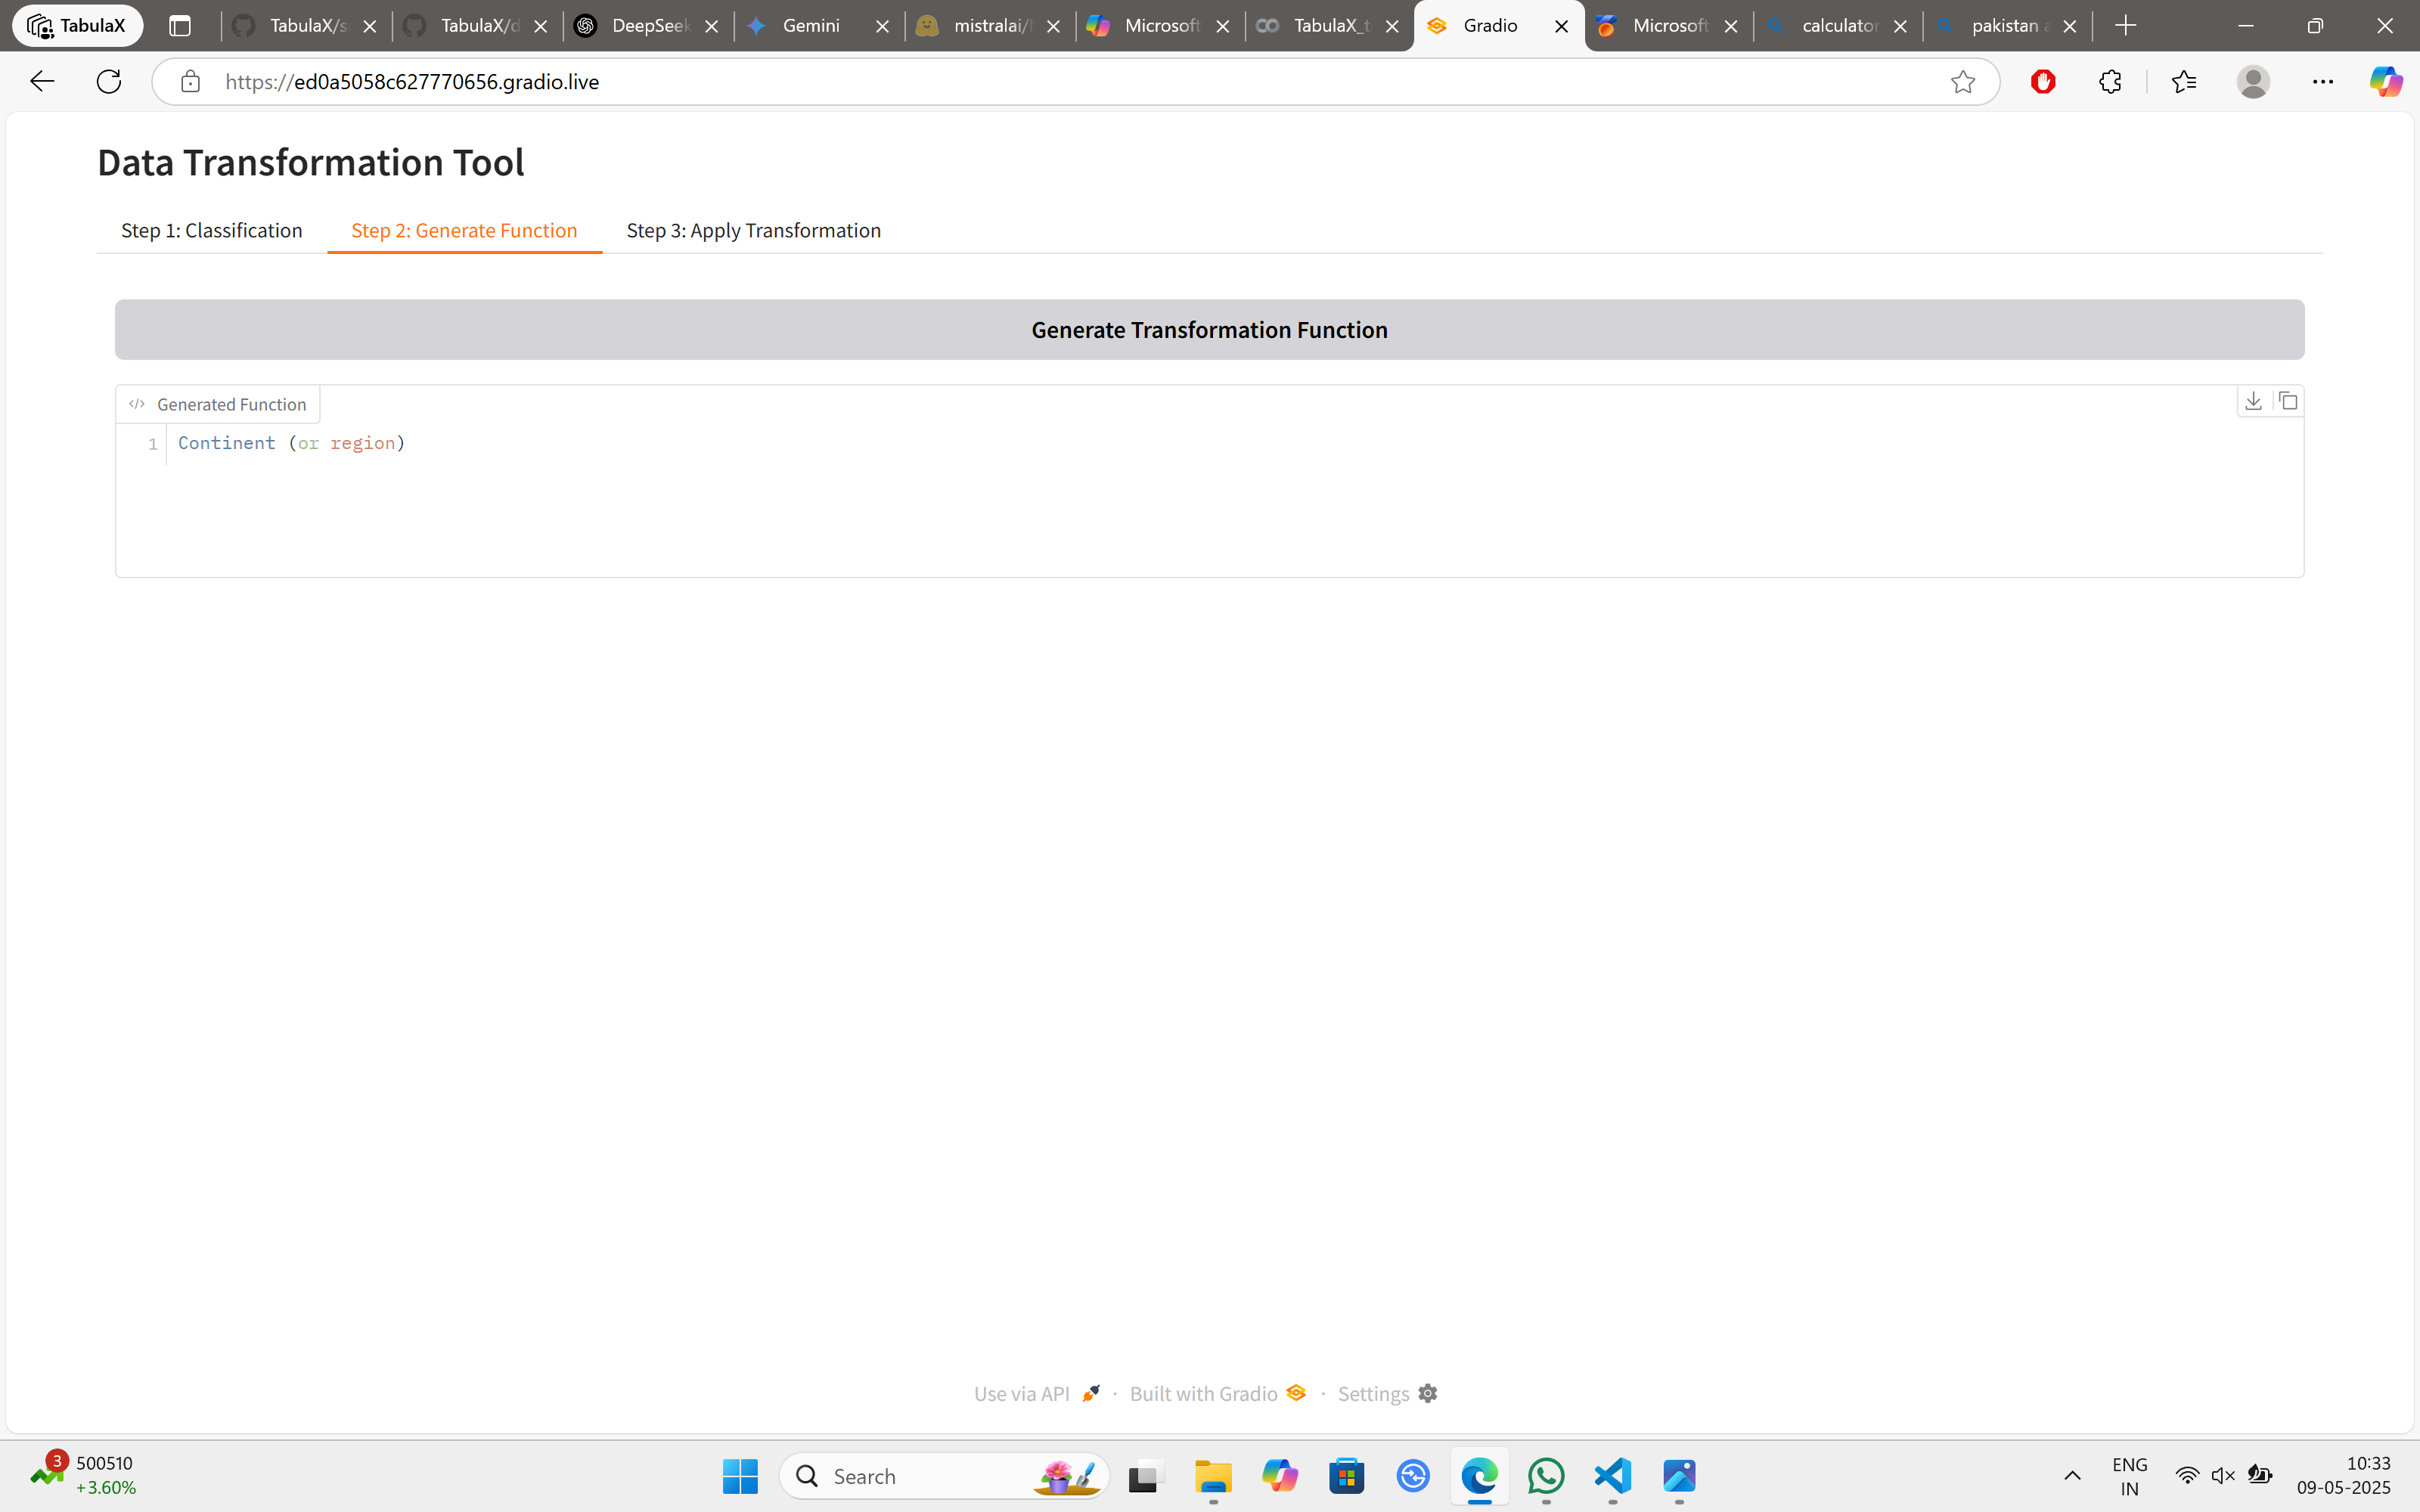 TabulaX
TabulaX/s
TabulaX/d
DeepSeek
Gemini
mistralai/
Microsoft
TabulaX_t
Gradio
Microsoft
calculator
pakistan a
https://ed0a5058c627770656.gradio.live
Data Transformation Tool
Step 1: Classification
Step 2: Generate Function
Step 3: Apply Transformation
Generate Transformation Function
Generated Function
1 Continent (or region)
Use via API · Built with Gradio · Settings
3
500510
+3.60%
Search
ENG
IN
10:33
09-05-2025